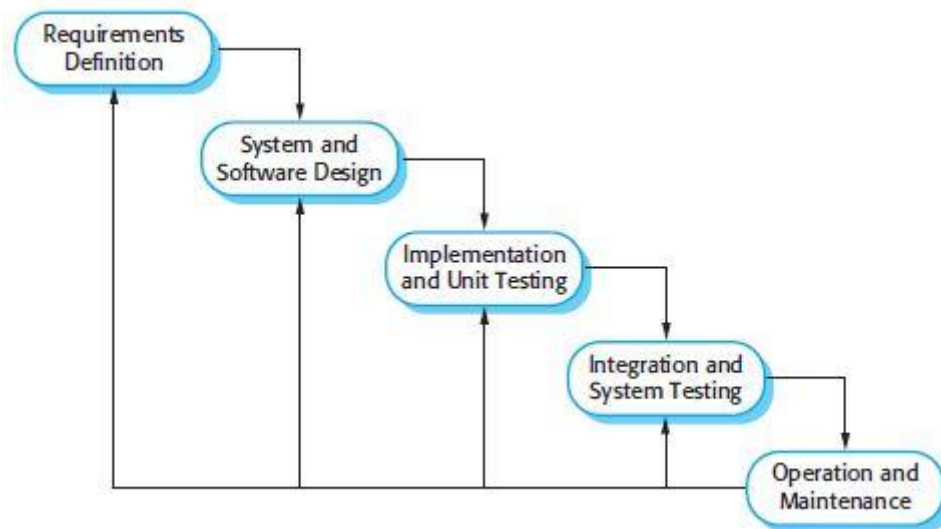 Requirements
Definition
System and
Software Design
Implementation
and Unit Testing
Integration and
System Testing
Operation and
Maintenance